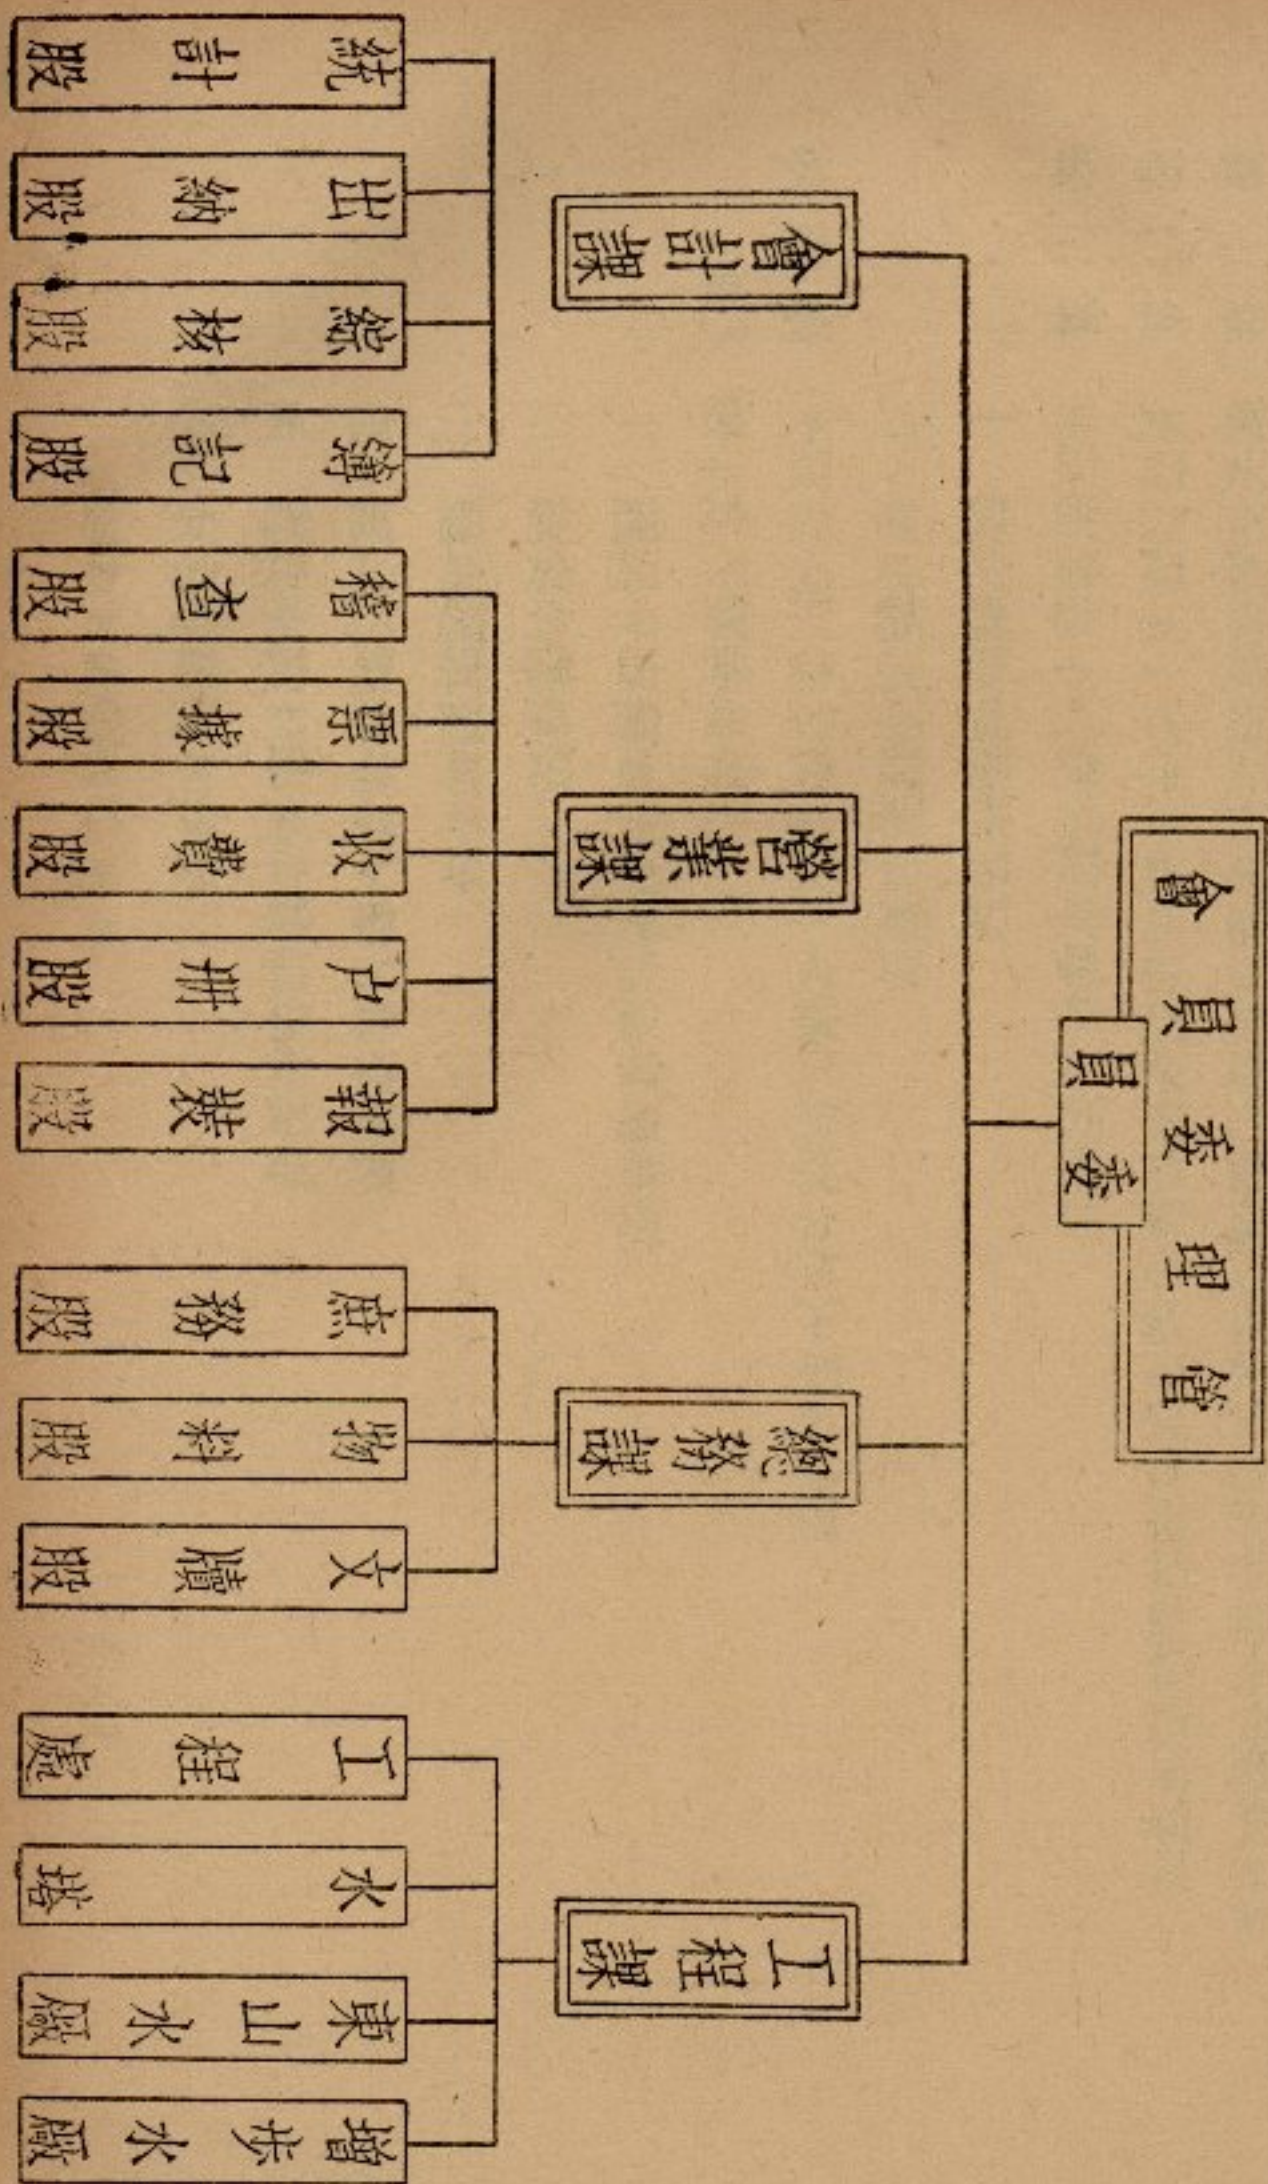 管理委員會
委員
工程課
總務課
營業課
會計課
增步水廠
東山水廠
水塔
工程處
文牘股
物料股
庶務股
報裝股
户册股
收費股
票據股
稽查股
簿記股
綜核股
出納股
統計股